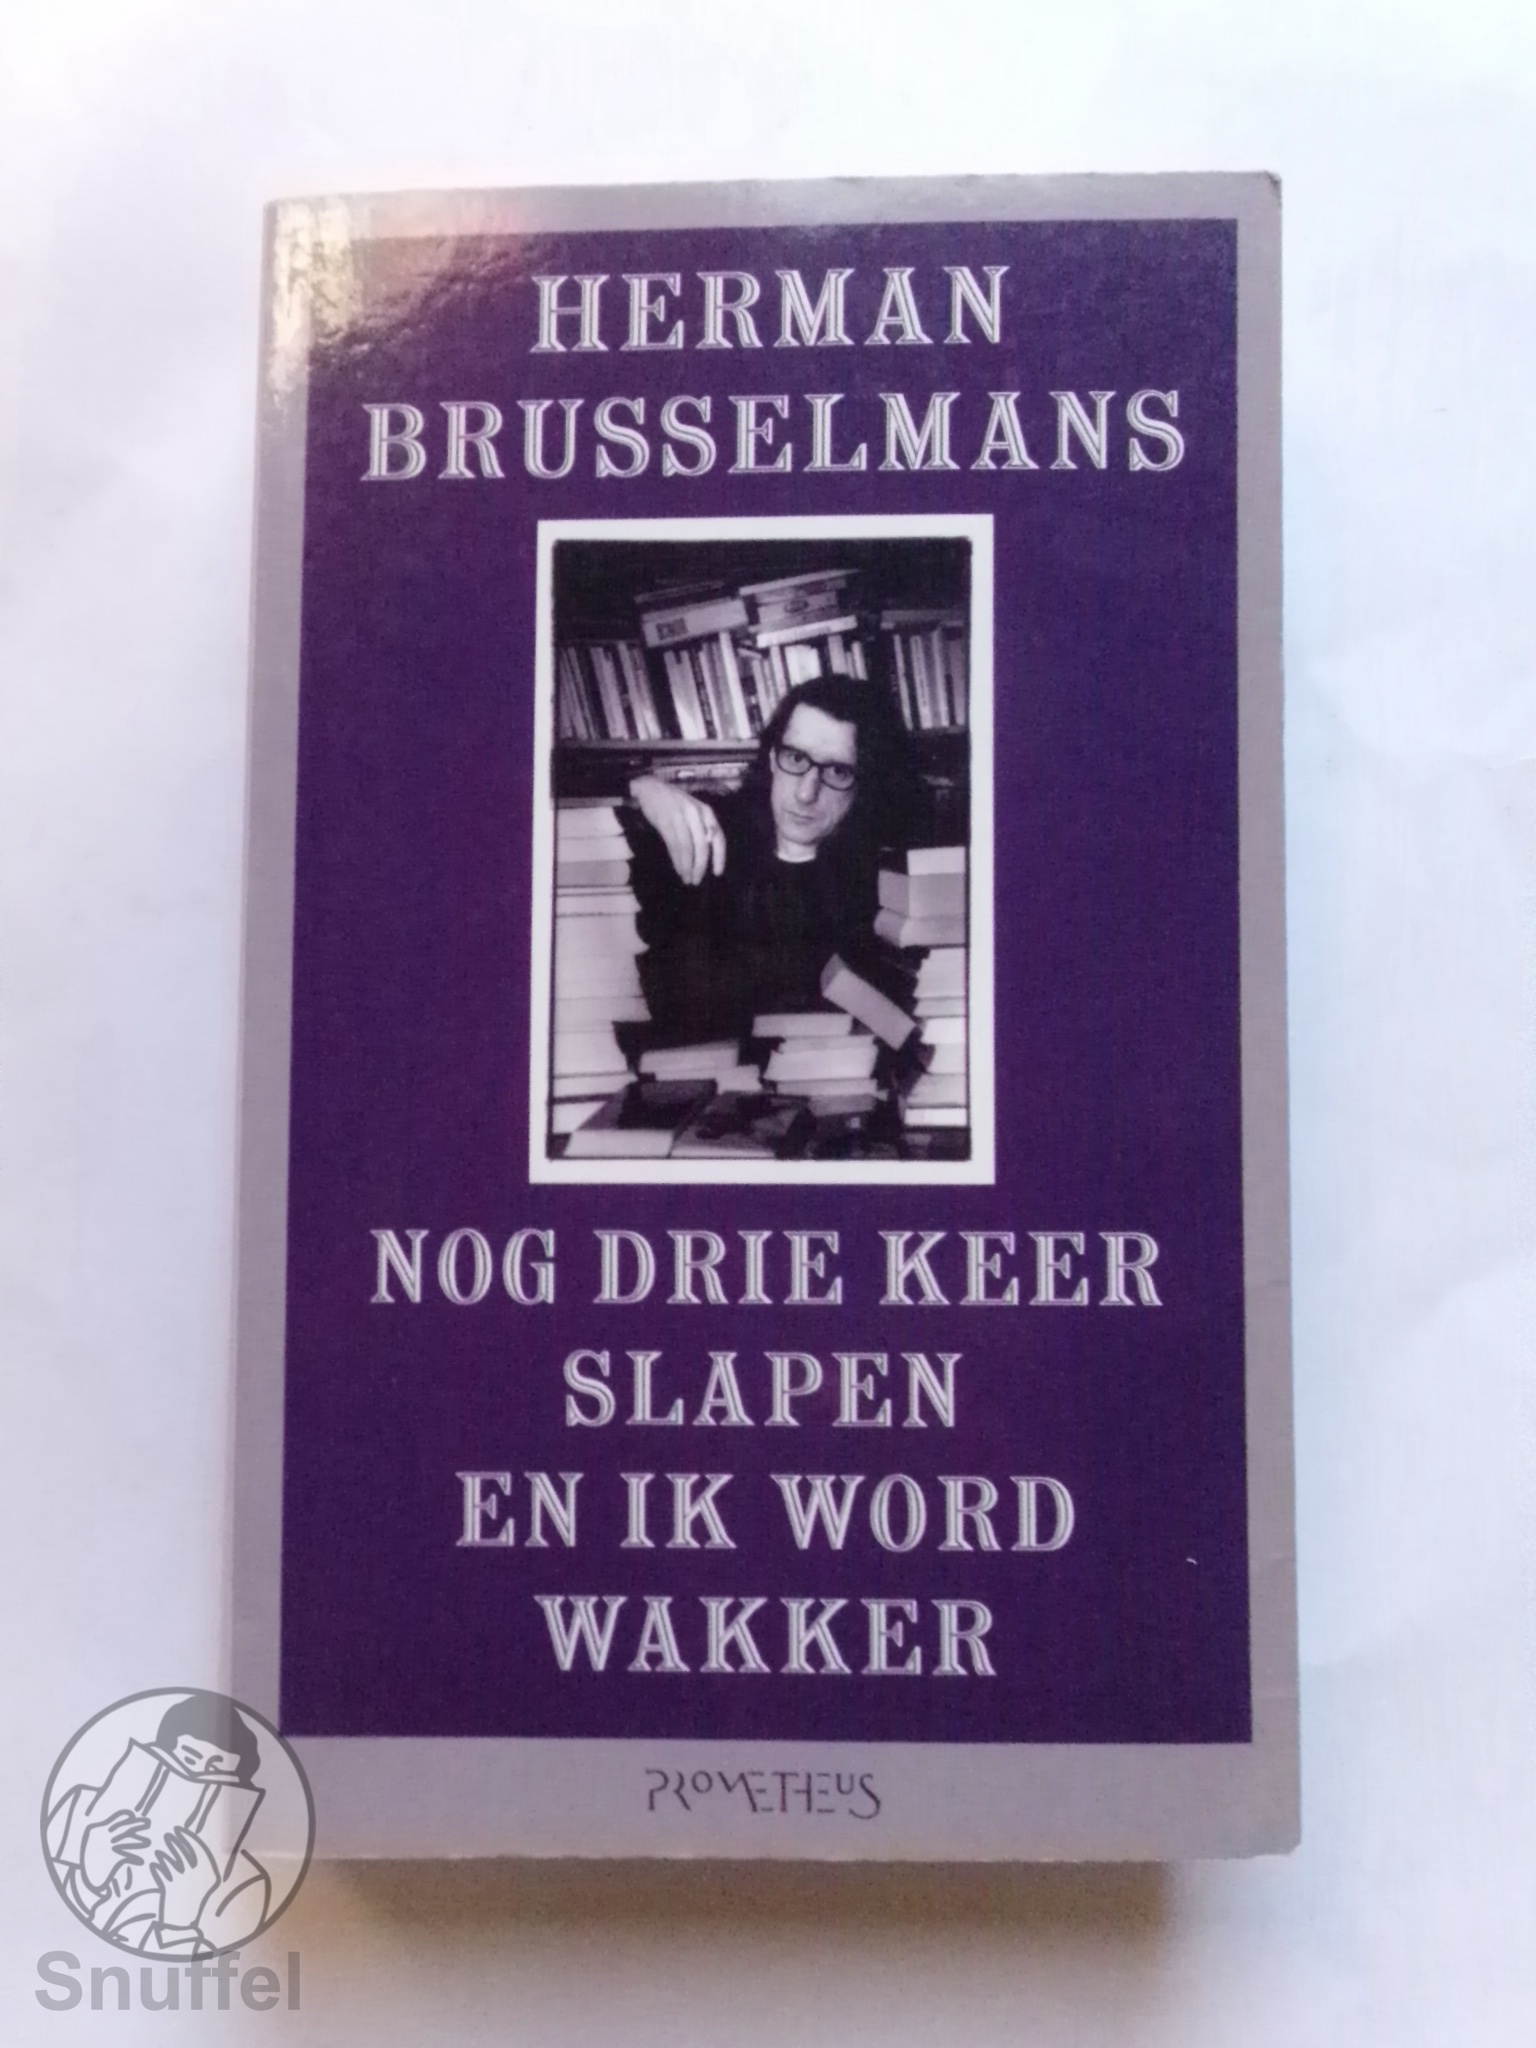 HERMAN
BRUSSELMANS
NOG DRIE KEER
SLAPEN
EN IK WORD
WAKKER
PROMETHEUS
Snuffel